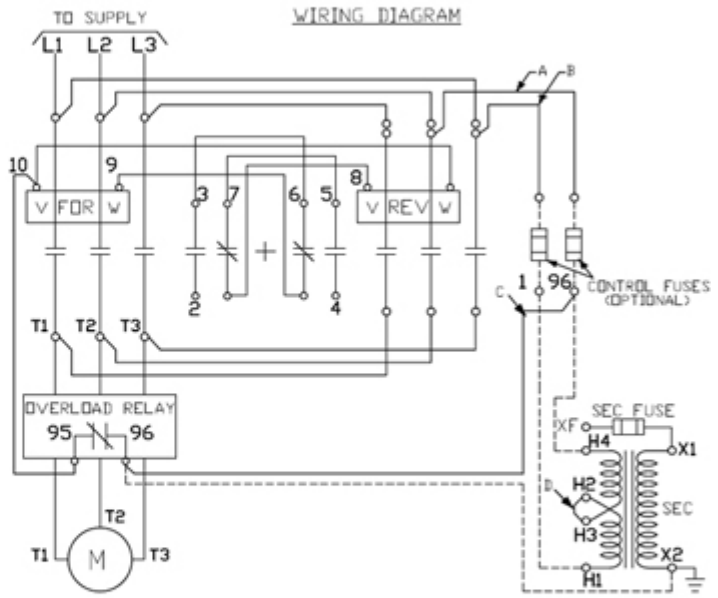 WIRING DIAGRAM
TO SUPPLY
L1 L2 L3
A B
10 9 3 7 6 5 8
V FOR W
V REV W
2 4
1 96
C
CONTROL FUSES
(OPTIONAL)
T1 T2 T3
OVERLOAD RELAY
95 96
SEC FUSE
XF
H4 X1
D H2
SEC
H3
H1 X2
T2
T1 M T3